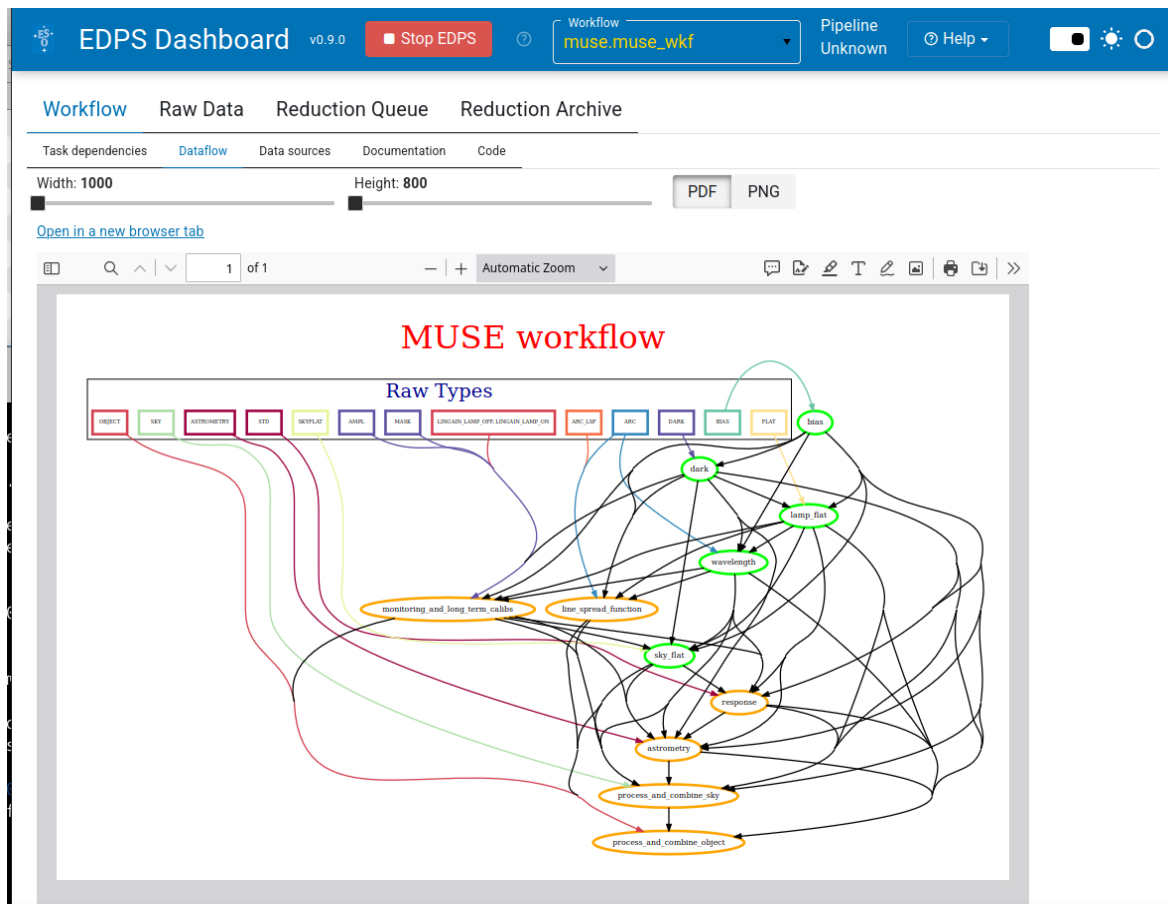 EDPS Dashboard v0.9.0 Stop EDPS Workflow muse.muse_wkf Pipeline Unknown Help
Workflow Raw Data Reduction Queue Reduction Archive
Task dependencies Dataflow Data sources Documentation Code
Width: 1000 Height: 800 PDF PNG
Open in a new browser tab
1 of 1 Automatic Zoom
MUSE workflow
Raw Types
OBJECT SKY ASTROMETRY STD SKYFLAT AMPL MASK LINGAIN_LAMP_OFF, LINGAIN_LAMP_ON ARC_LSF ARC DARK BIAS FLAT bias
dark
lamp_flat
wavelength
monitoring_and_long_term_calibs line_spread_function
sky_flat
response
astrometry
process_and_combine_sky
process_and_combine_object